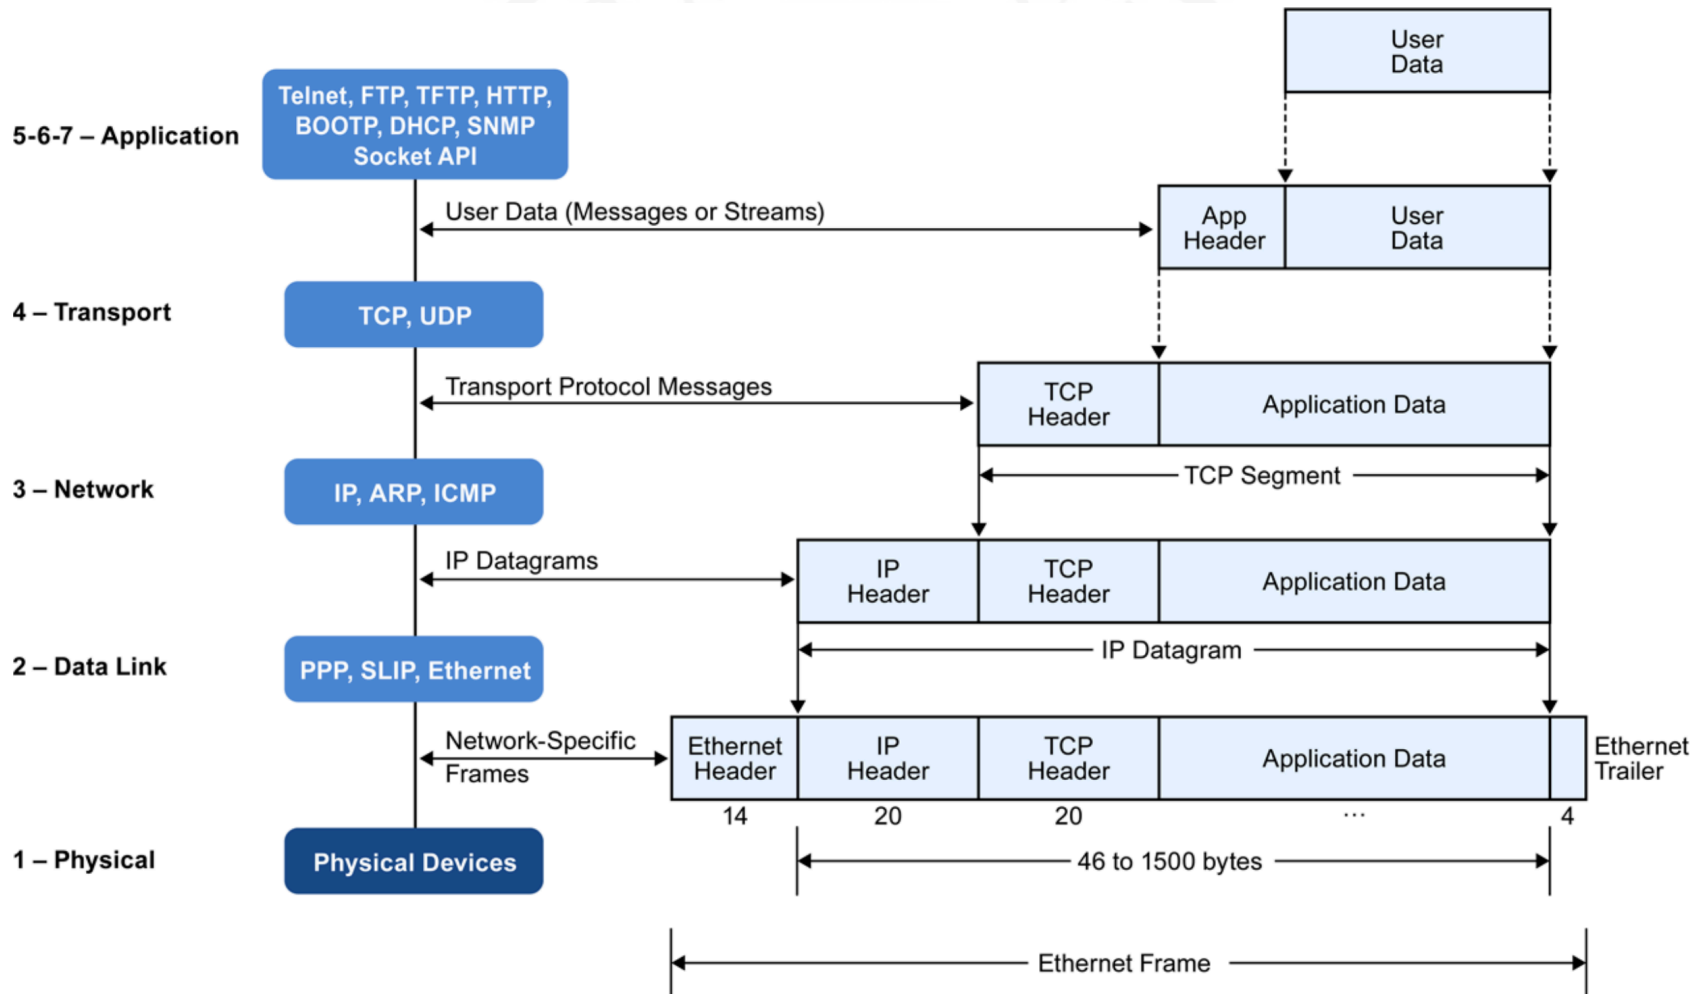 User
Data
Telnet, FTP, TFTP, HTTP,
BOOTP, DHCP, SNMP
Socket API
5-6-7 – Application
User Data (Messages or Streams)
App
Header
User
Data
4 – Transport
TCP, UDP
Transport Protocol Messages
TCP
Header
Application Data
TCP Segment
3 – Network
IP, ARP, ICMP
IP Datagrams
IP
Header
TCP
Header
Application Data
IP Datagram
2 – Data Link
PPP, SLIP, Ethernet
Network-Specific
Frames
Ethernet
Header
IP
Header
TCP
Header
Application Data
Ethernet
Trailer
14
20
20
...
4
1 – Physical
Physical Devices
46 to 1500 bytes
Ethernet Frame